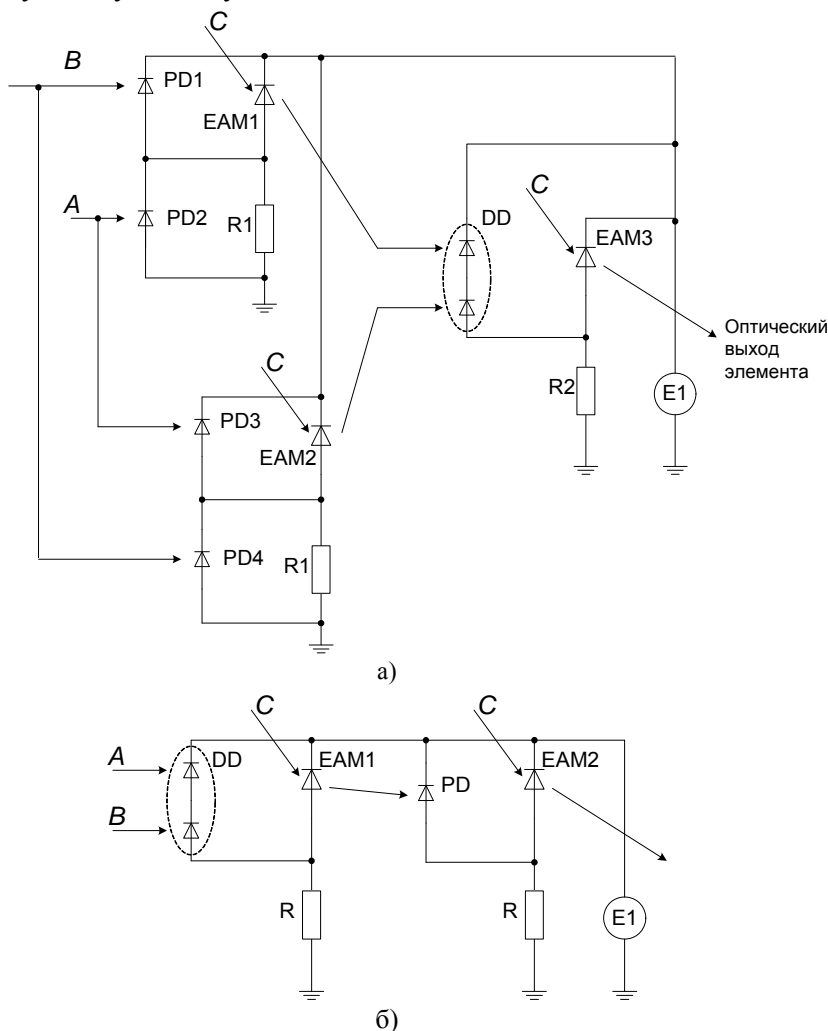 C
B
PD1
EAM1
A
PD2
R1
C
DD
EAM3
Оптический
выход
элемента
R2
E1
C
PD3
EAM2
PD4
R1
а)
C
C
A
DD
EAM1
PD
EAM2
B
R
R
E1
б)